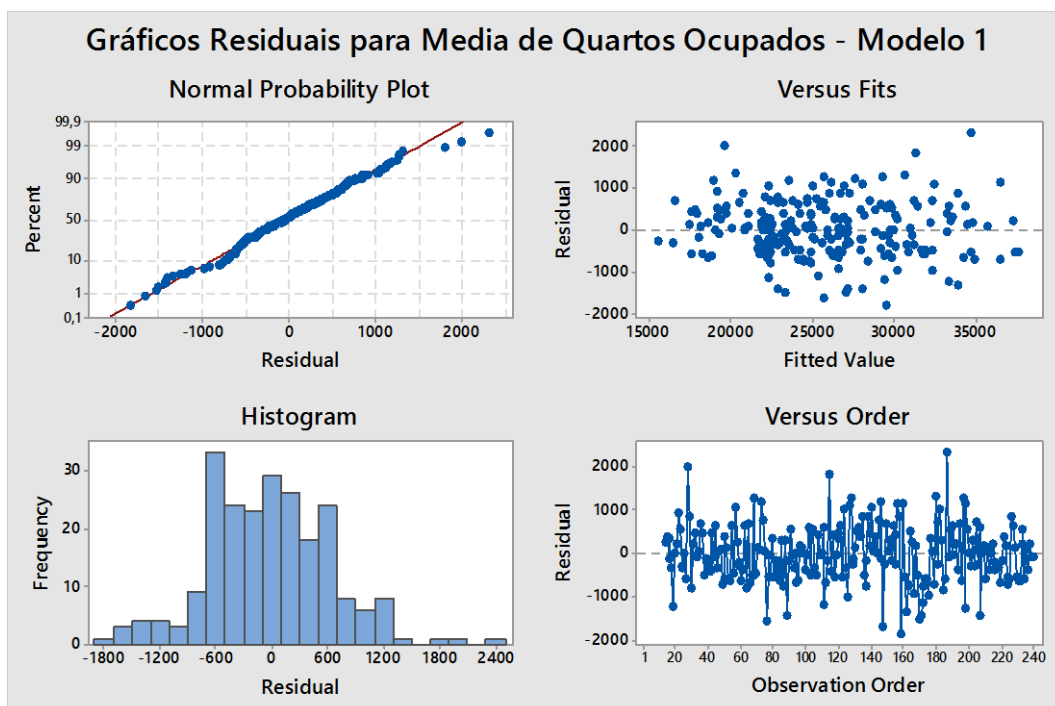 Gráficos Residuais para Media de Quartos Ocupados - Modelo 1
Normal Probability Plot
99,9
99
90
50
10
1
0,1
Percent
-2000 -1000 0 1000 2000
Residual
Versus Fits
2000
1000
0
-1000
-2000
Residual
15000 20000 25000 30000 35000
Fitted Value
Histogram
30
20
10
0
Frequency
-1800 -1200 -600 0 600 1200 1800 2400
Residual
Versus Order
2000
1000
0
-1000
-2000
Residual
1 20 40 60 80 100 120 140 160 180 200 220 240
Observation Order